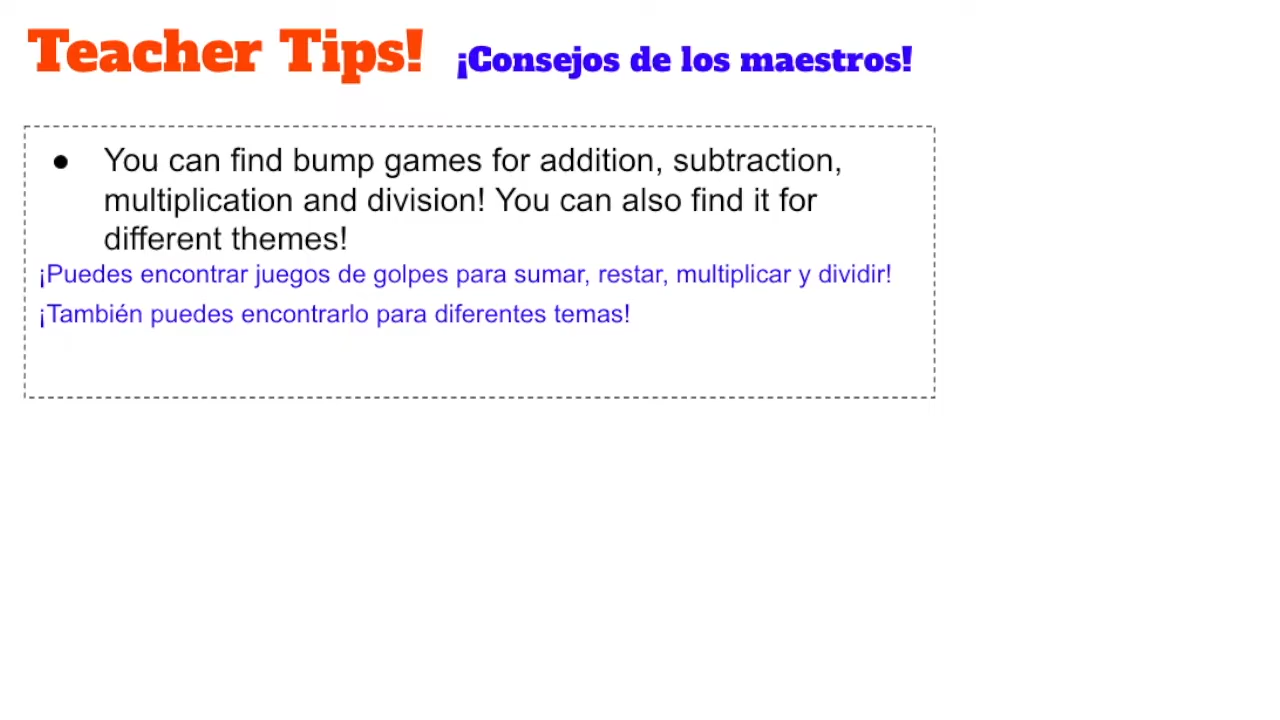 Teacher Tips! ¡Consejos de los maestros!
● You can find bump games for addition, subtraction,
multiplication and division! You can also find it for
different themes!
¡Puedes encontrar juegos de golpes para sumar, restar, multiplicar y dividir!
¡También puedes encontrarlo para diferentes temas!